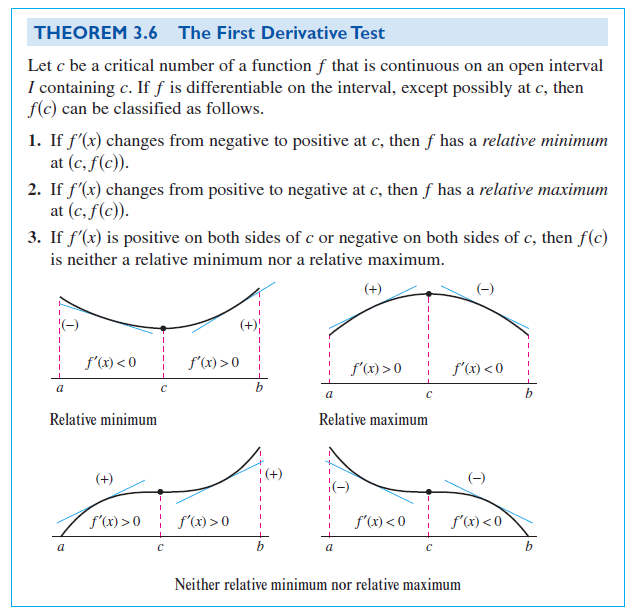 THEOREM 3.6 The First Derivative Test
Let c be a critical number of a function f that is continuous on an open interval
I containing c. If f is differentiable on the interval, except possibly at c, then
f(c) can be classified as follows.
1. If f′(x) changes from negative to positive at c, then f has a relative minimum
at (c, f(c)).
2. If f′(x) changes from positive to negative at c, then f has a relative maximum
at (c, f(c)).
3. If f′(x) is positive on both sides of c or negative on both sides of c, then f(c)
is neither a relative minimum nor a relative maximum.
(−) (+)
f′(x) < 0 f′(x) > 0
a c b
Relative minimum
(+) (−)
f′(x) > 0 f′(x) < 0
a c b
Relative maximum
(+) (+)
f′(x) > 0 f′(x) > 0
a c b
(−) (−)
f′(x) < 0 f′(x) < 0
a c b
Neither relative minimum nor relative maximum